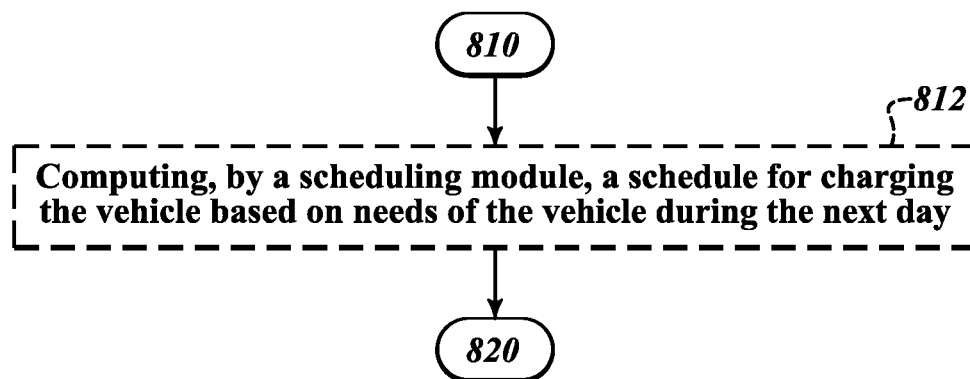 810
812
Computing, by a scheduling module, a schedule for charging
the vehicle based on needs of the vehicle during the next day
820